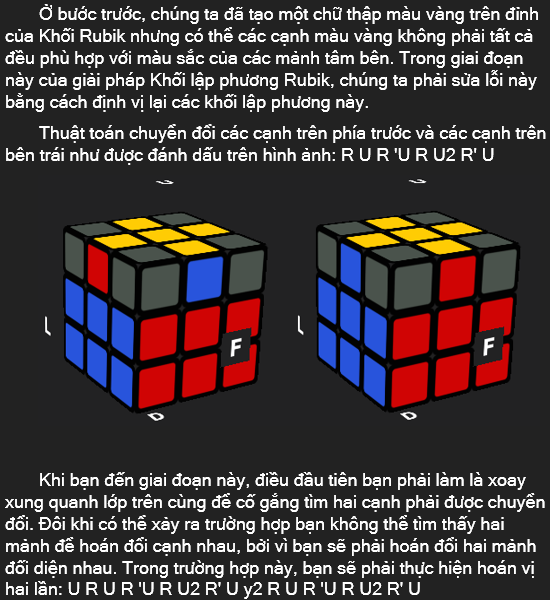 Ở bước trước, chúng ta đã tạo một chữ thập màu vàng trên đỉnh
của Khối Rubik nhưng có thể các cạnh màu vàng không phải tất cả
đều phù hợp với màu sắc của các mảnh tâm bên. Trong giai đoạn
này của giải pháp Khối lập phương Rubik, chúng ta phải sửa lỗi này
bằng cách định vị lại các khối lập phương này.
Thuật toán chuyển đổi các cạnh trên phía trước và các cạnh trên
bên trái như được đánh dấu trên hình ảnh: R U R 'U R U2 R' U
L
F
D
L
F
D
Khi bạn đến giai đoạn này, điều đầu tiên bạn phải làm là xoay
xung quanh lớp trên cùng để cố gắng tìm hai cạnh phải được chuyển
đổi. Đôi khi có thể xảy ra trường hợp bạn không thể tìm thấy hai
mảnh để hoán đổi cạnh nhau, bởi vì bạn sẽ phải hoán đổi hai mảnh
đối diện nhau. Trong trường hợp này, bạn sẽ phải thực hiện hoán vị
hai lần: U R U R 'U R U2 R' U y2 R U R 'U R U2 R' U